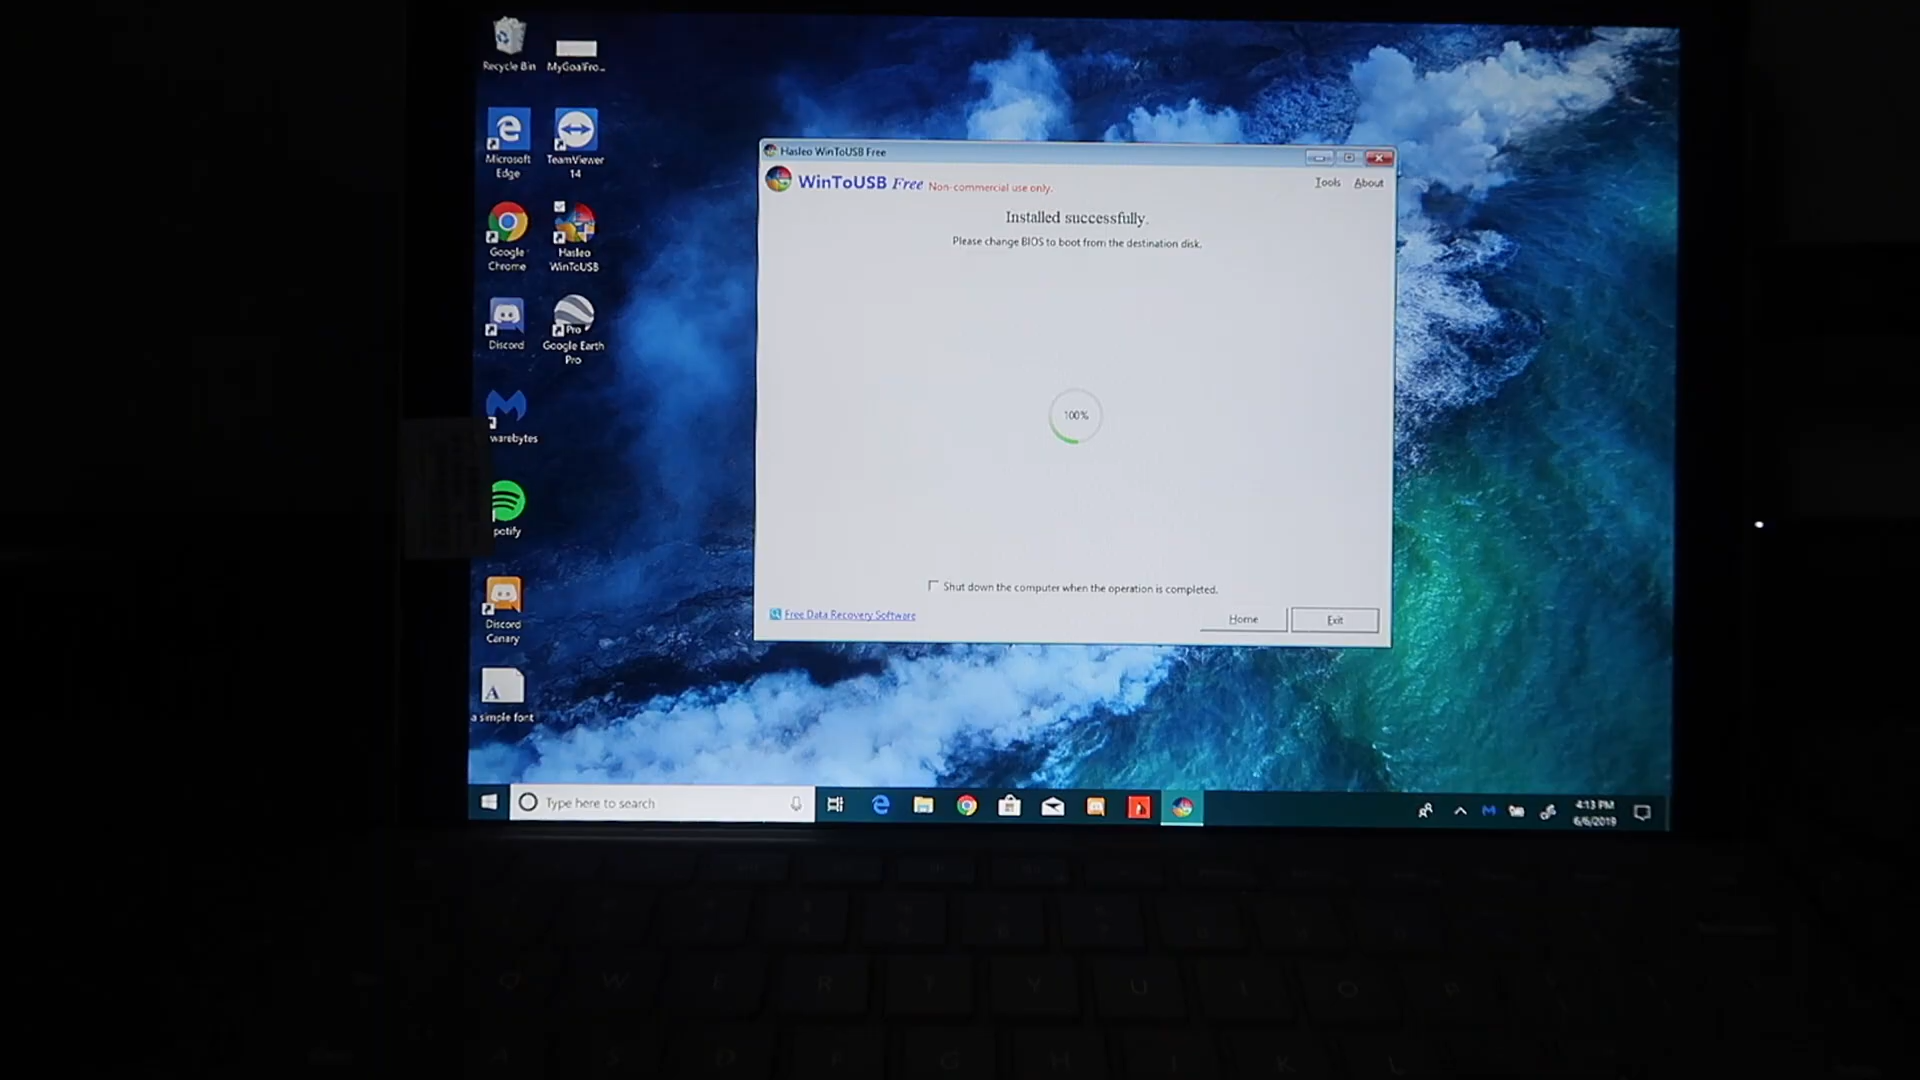 Recycle Bin
MyGoalFro...
Microsoft
Edge
TeamViewer
14
Google
Chrome
Hasleo
WinToUSB
Discord
Pro
Google Earth
Pro
warebytes
potify
Discord
Canary
A
a simple font
Hasleo WinToUSB Free
WinToUSB Free Non-commercial use only.
Tools About
Installed successfully.
Please change BIOS to boot from the destination disk.
100%
Shut down the computer when the operation is completed.
Free Data Recovery Software
Home
Exit
Type here to search
4:13 PM
6/6/2019
W E R T Y U I O P
S D F G H J K L